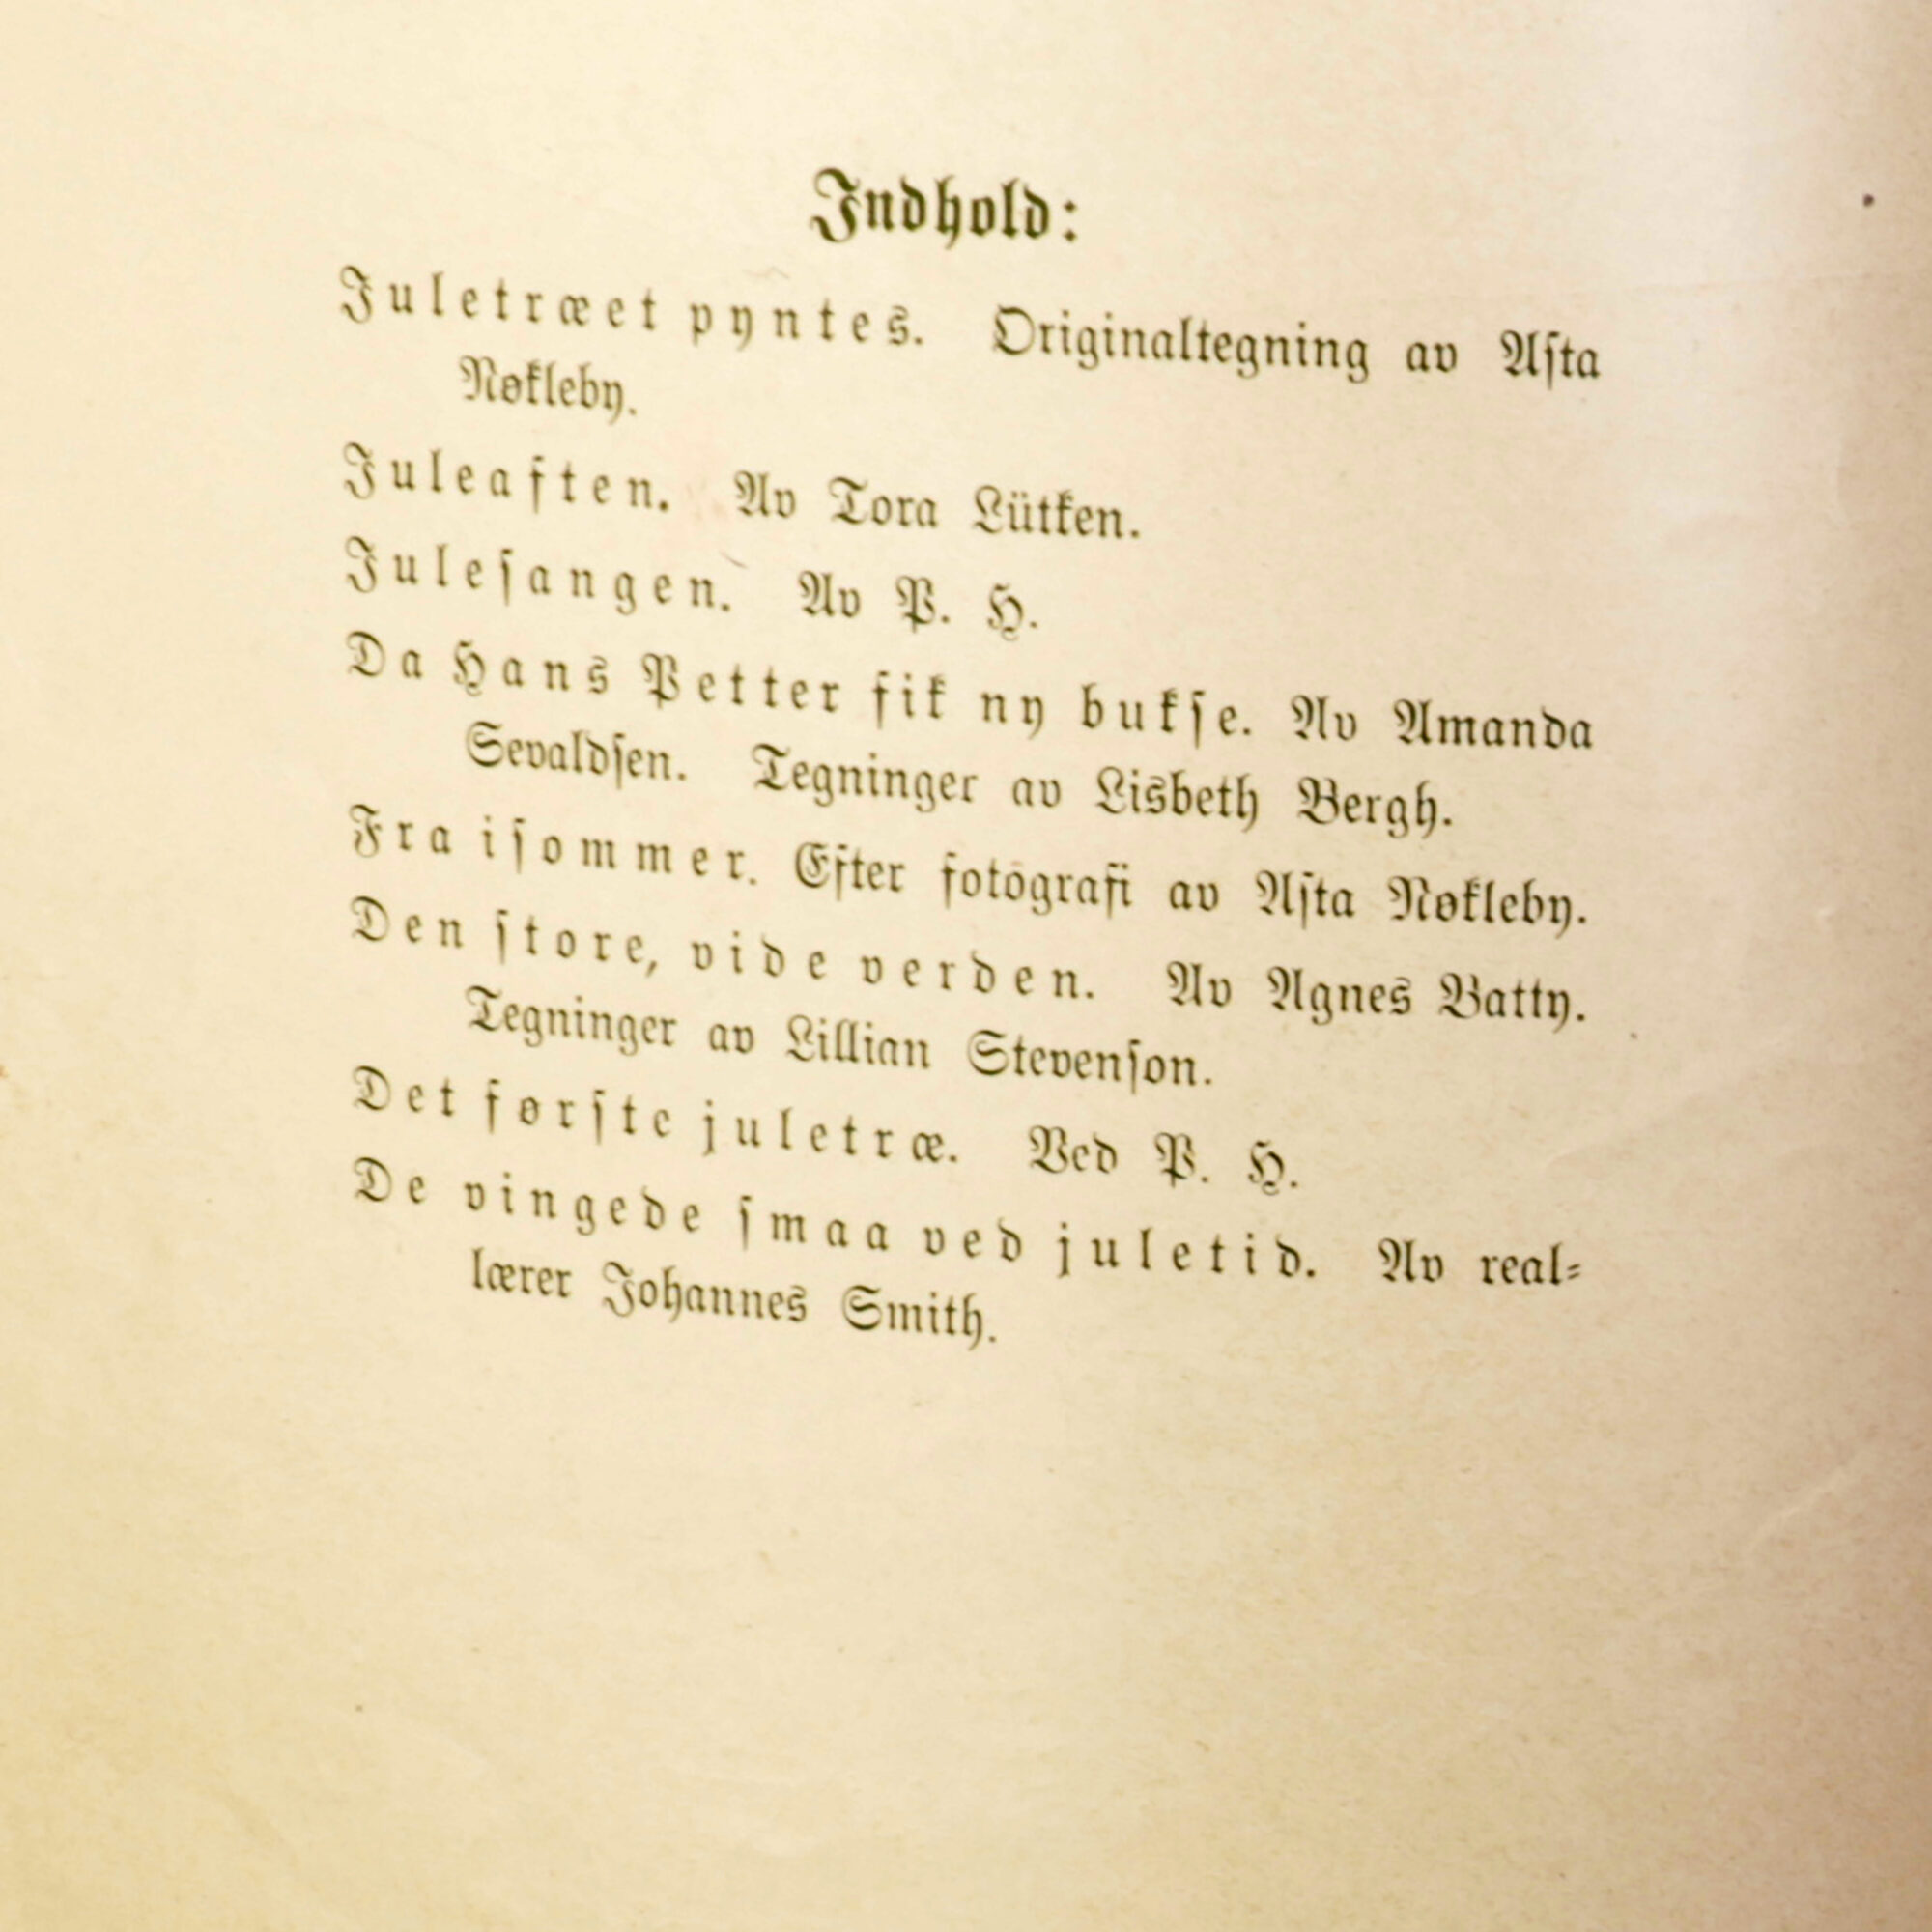 Indhold:
Juletræet pyntes. Originaltegning av Aſta
Nøkleby.
Juleaften. Av Tora Lütken.
Juleſangen. Av P. H.
Da Hans Petter fik ny bukſe. Av Amanda
Sevaldſen. Tegninger av Lisbeth Bergh.
Fra iſommer. Efter fotografi av Aſta Nøkleby.
Den ſtore, vide verden. Av Agnes Batty.
Tegninger av Lillian Stevenſon.
Det førſte juletræ. Ved P. H.
De vingede ſmaa ved juletid. Av real⸗
lærer Johannes Smith.